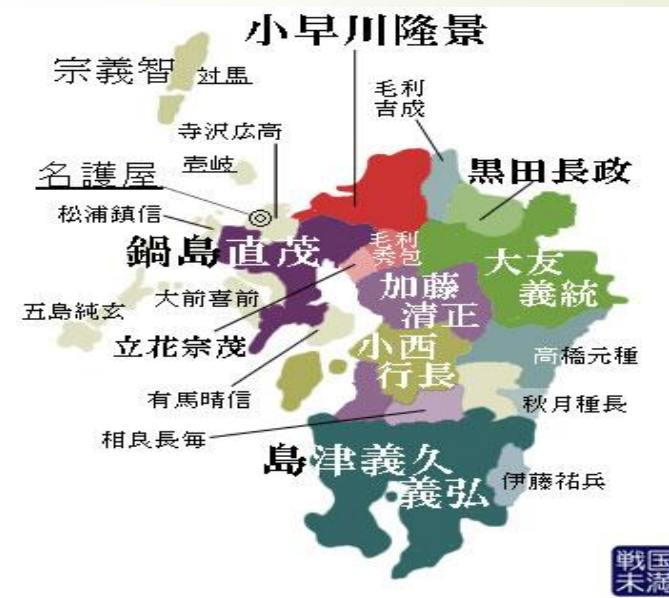 小早川隆景
宗義智 対馬
毛利
吉成
寺沢広高
壱岐
名護屋
黒田長政
松浦鎮信
鍋島直茂
毛利
秀包
大友
義統
加藤
清正
五島純玄
大前喜前
立花宗茂
小西
行長
高橋元種
有馬晴信
秋月種長
相良長毎
島津義久
義弘
伊藤祐兵
戦国
未満